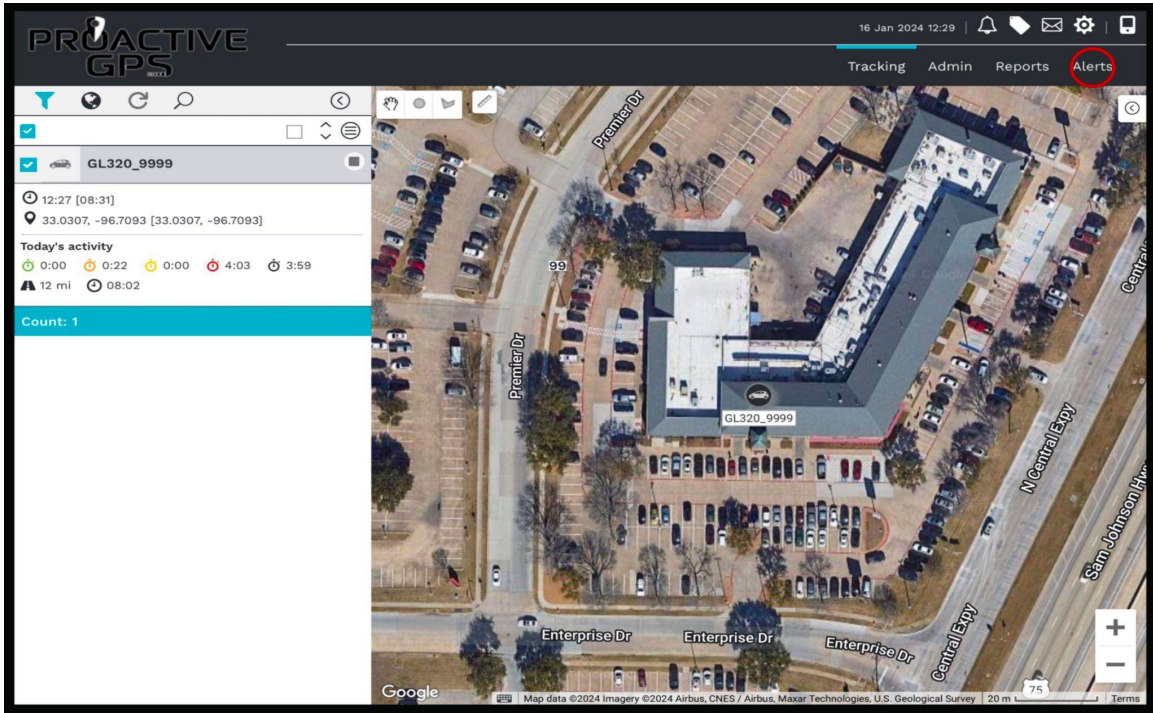 PROACTIVE
GPS
16 Jan 2024 12:29
Tracking Admin Reports Alerts
GL320_9999
12:27 [08:31]
33.0307, -96.7093 [33.0307, -96.7093]
Today's activity
0:00 0:22 0:00 4:03 3:59
12 mi 08:02
Count: 1
Premier Dr
99
Central
Premier Dr
GL320_9999
N Central Expy
Sam Johnson Hwy
Enterprise Dr Enterprise Dr Enterprise Dr
Central Expy
75
Google
Map data ©2024 Imagery ©2024 Airbus, CNES / Airbus, Maxar Technologies, U.S. Geological Survey 20 m Terms